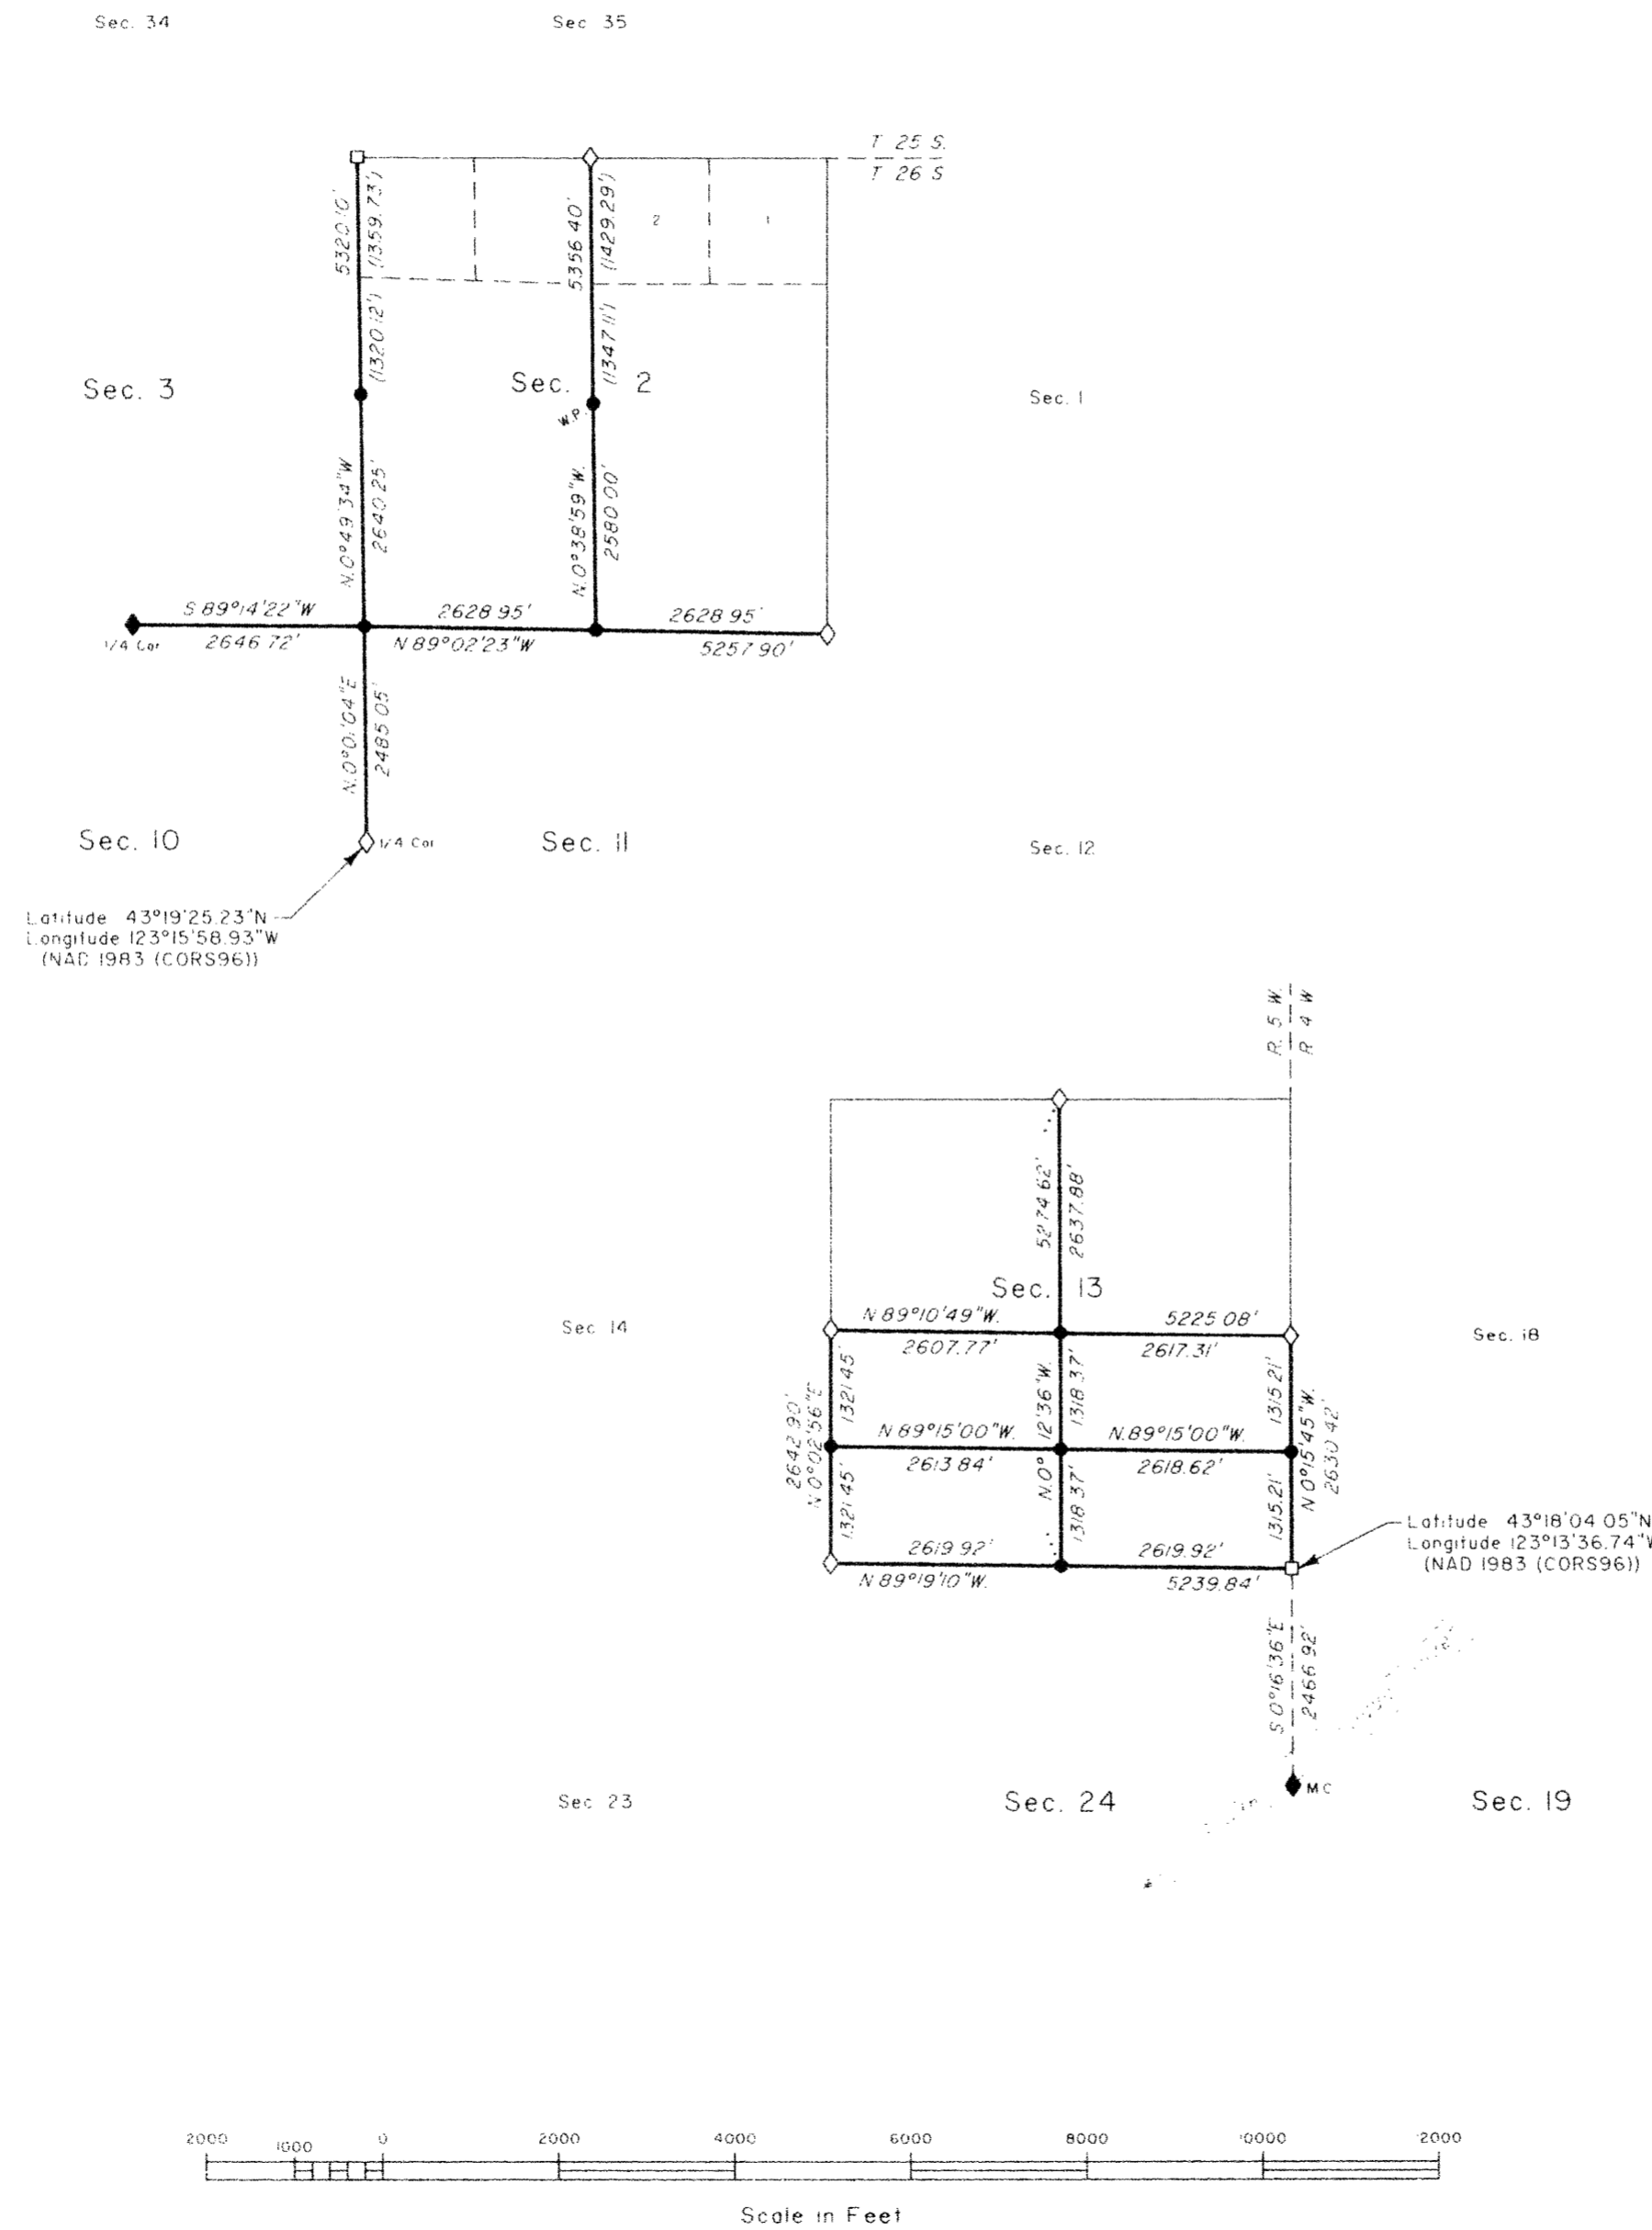 Sec. 34
Sec 35
T 25 S.
T 26 S
5320 10'
(1359.73')
5356 40'
(1429.29')
2
1
(1320 12')
(1347 11')
Sec. 3
Sec. 2
Sec. 1
W.P.
N.0°49'34"W
2640 25'
N.0°38'59"W.
2580 00'
S 89°14'22"W
2628 95'
2628 95'
1/4 Cor
2646 72'
N 89°02'23"W
5257 90'
N.0°01'04"E
2485 05'
Sec. 10
1/4 Cor
Sec. 11
Sec. 12
Latitude 43°19'25.23"N
Longitude 123°15'58.93"W
(NAD 1983 (CORS96))
R. 5 W.
R 4 W
5274 62'
2637.88'
Sec. 13
Sec 14
N 89°10'49"W.
5225 08'
Sec. 18
2607.77'
2617.31'
2642 90'
N 0°02'56"E
1321 45'
N.0° 12'36"W.
1318 37'
1315 21'
N 0°15'45"W.
2630 42'
N 89°15'00"W.
N.89°15'00"W.
2613 84'
2618.62'
1321 45'
1318 37'
1315.21'
2619 92'
2619.92'
N 89°19'10"W.
5239.84'
Latitude 43°18'04 05"N
Longitude 123°13'36.74"W
(NAD 1983 (CORS96))
S 0°16'36"E
2466 92'
MC
Sec 23
Sec. 24
Sec. 19
2000 1000 0 2000 4000 6000 8000 10000 12000
Scale in Feet